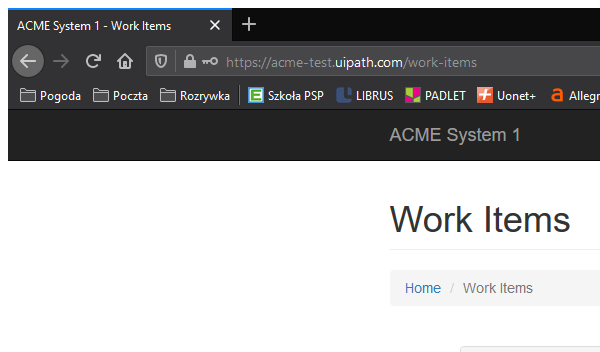 ACME System 1 - Work Items
https://acme-test.uipath.com/work-items
Pogoda Poczta Rozrywka Szkoła PSP LIBRUS PADLET Uonet+ Allegr
ACME System 1
Work Items
Home / Work Items